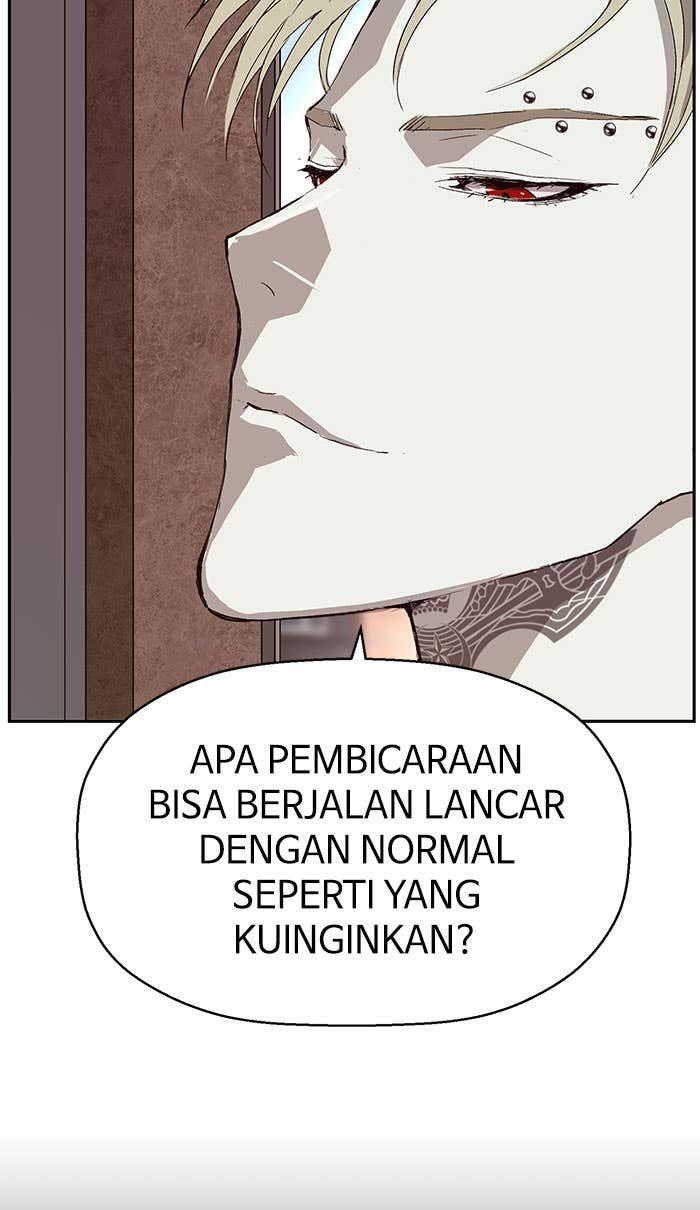 APA PEMBICARAAN
BISA BERJALAN LANCAR
DENGAN NORMAL
SEPERTI YANG
KUINGINKAN?